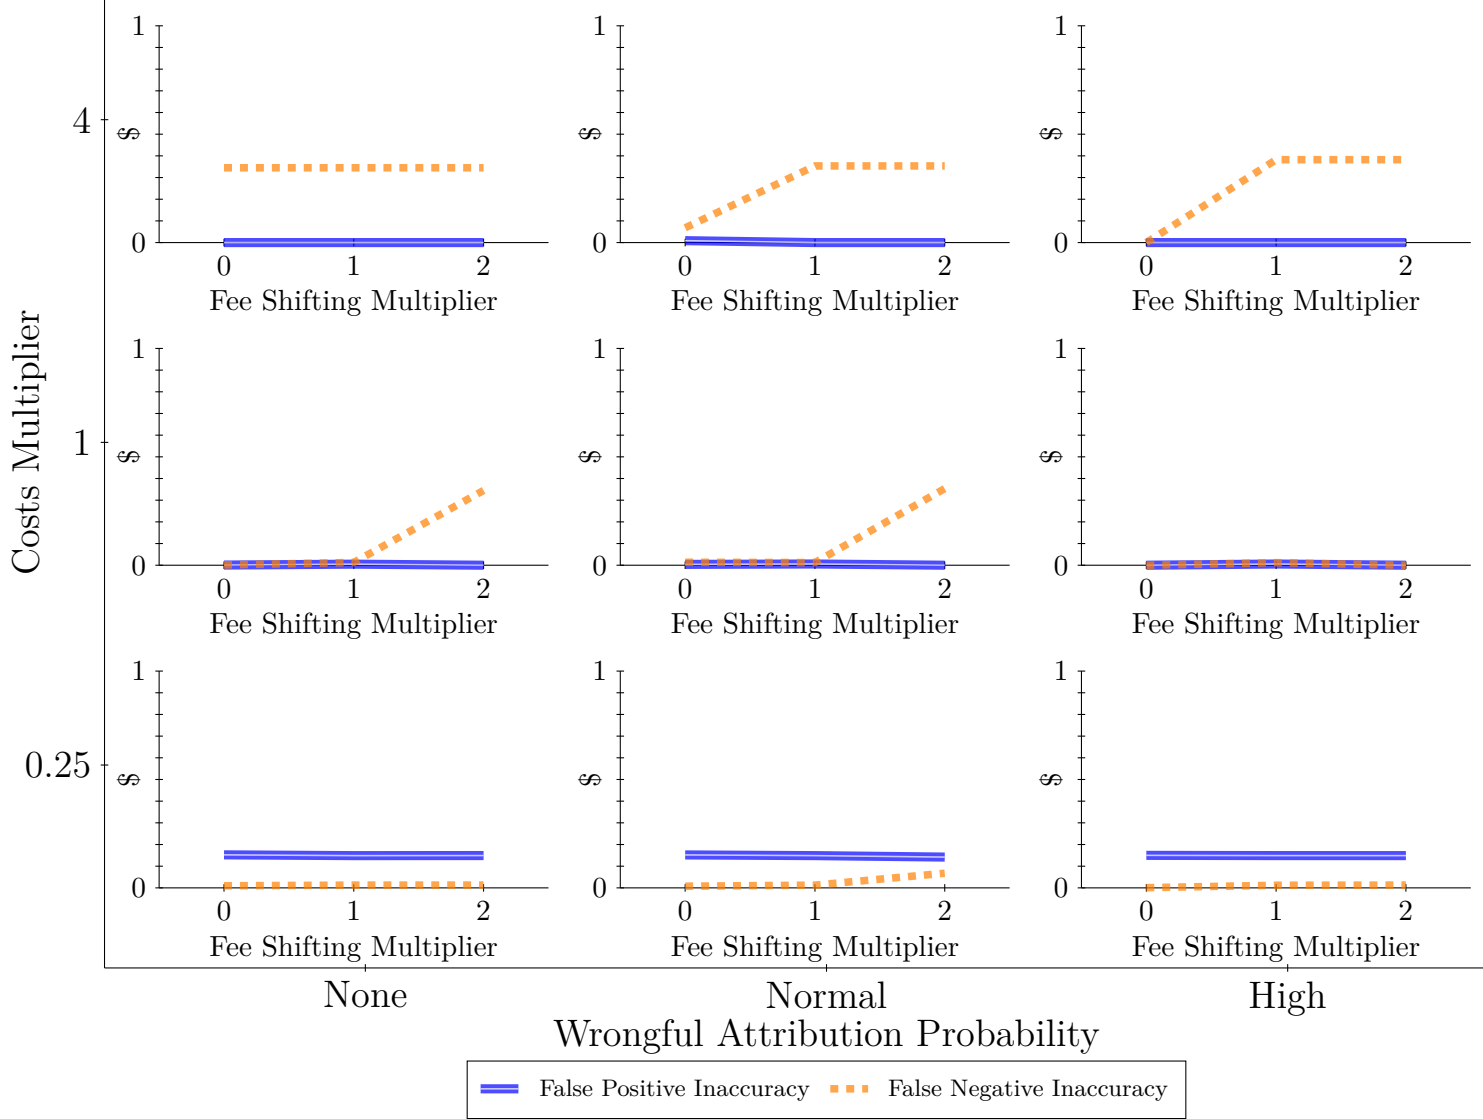 1
$
0
0 1 2
Fee Shifting Multiplier
1
$
0
0 1 2
Fee Shifting Multiplier
1
$
0
0 1 2
Fee Shifting Multiplier
4
1
$
0
0 1 2
Fee Shifting Multiplier
1
$
0
0 1 2
Fee Shifting Multiplier
1
$
0
0 1 2
Fee Shifting Multiplier
1
Costs Multiplier
1
$
0
0 1 2
Fee Shifting Multiplier
1
$
0
0 1 2
Fee Shifting Multiplier
1
$
0
0 1 2
Fee Shifting Multiplier
0.25
None Normal High
Wrongful Attribution Probability
False Positive Inaccuracy False Negative Inaccuracy